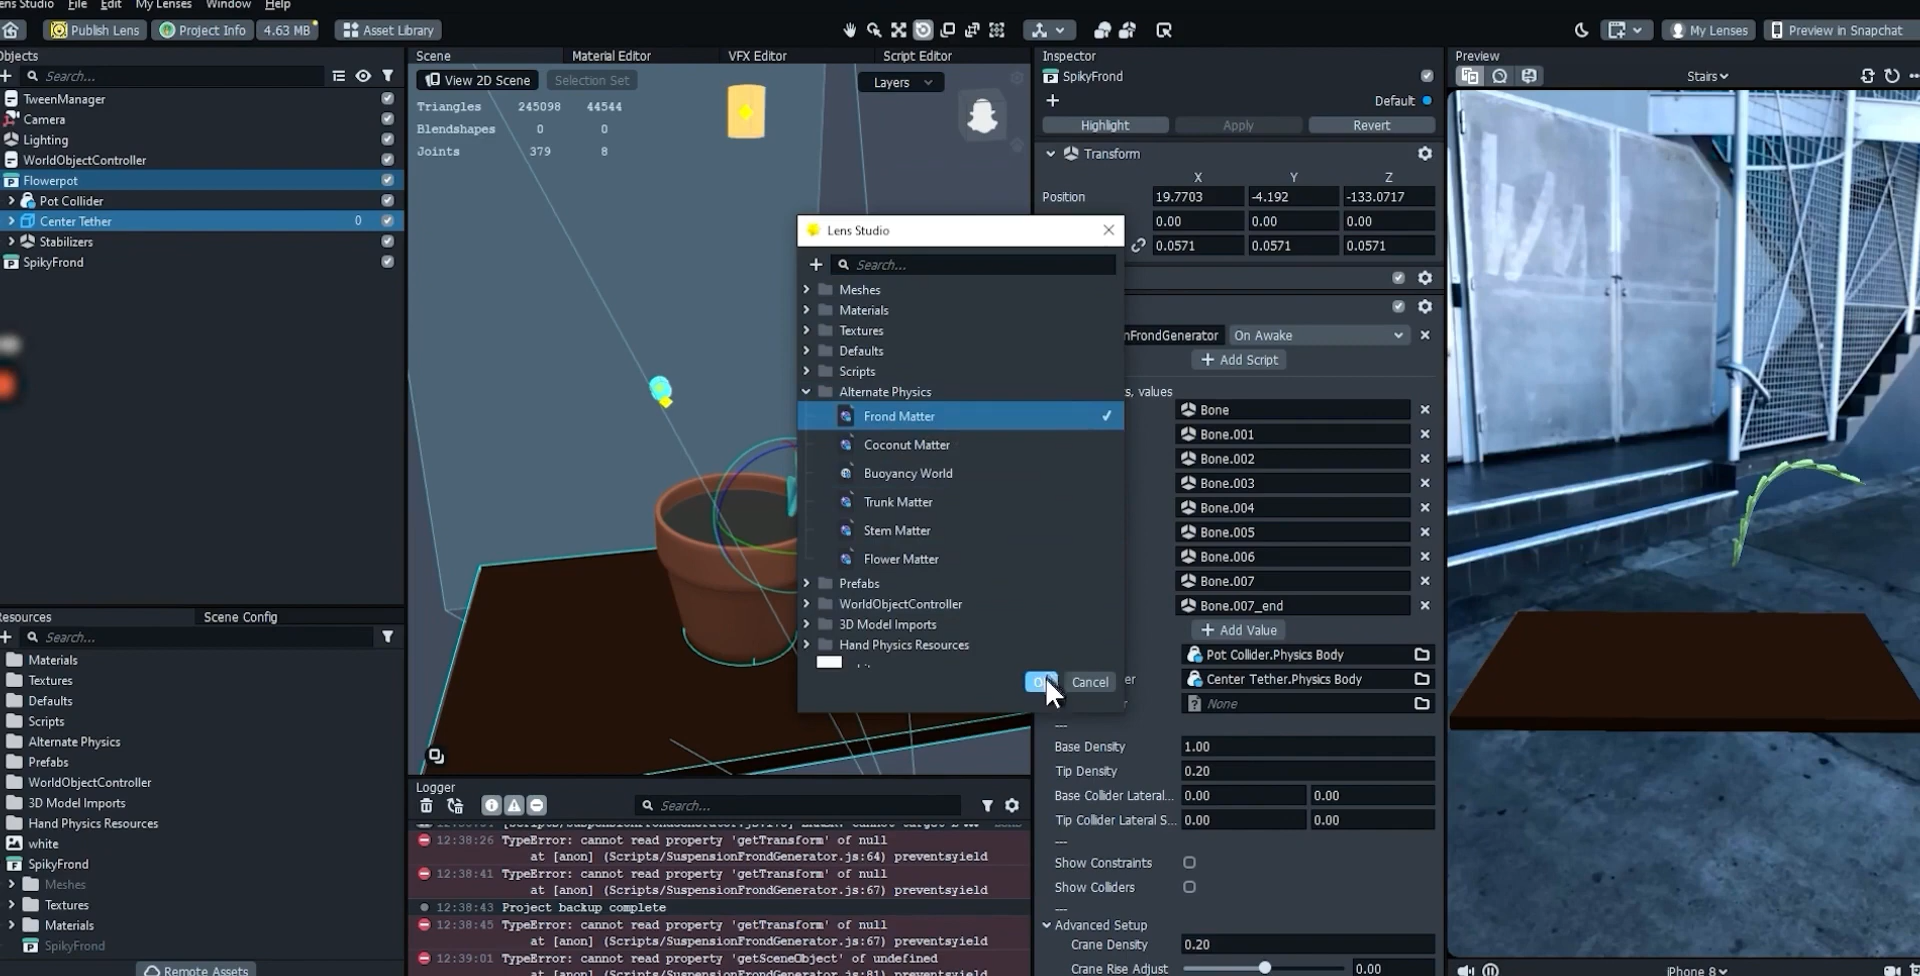 File Edit My Lenses Window Help
Publish Lens Project Info 4.63 MB Asset Library My Lenses Preview in Snapchat
Scene Material Editor VFX Editor Script Editor Inspector Preview
Search... View 2D Scene Selection Set Layers SpikyFrond Stairs
TweenManager
Camera
Lighting
WorldObjectController
Flowerpot
Pot Collider
Center Tether 0
Stabilizers
SpikyFrond
Triangles 245098 44544
Blendshapes 0 0
Joints 379 8
Default
Highlight Apply Revert
Transform
X Y Z
Position 19.7703 -4.192 -133.0717
0.00 0.00 0.00
0.0571 0.0571 0.0571
Lens Studio
Search...
Meshes
Materials
Textures
Defaults
Scripts
Alternate Physics
Frond Matter
Coconut Matter
Buoyancy World
Trunk Matter
Stem Matter
Flower Matter
Prefabs
WorldObjectController
3D Model Imports
Hand Physics Resources
Cancel
nFrondGenerator On Awake
+ Add Script
s, values
Bone
Bone.001
Bone.002
Bone.003
Bone.004
Bone.005
Bone.006
Bone.007
Bone.007_end
+ Add Value
Pot Collider.Physics Body
Center Tether.Physics Body
None
---
Base Density 1.00
Tip Density 0.20
Base Collider Lateral... 0.00 0.00
Tip Collider Lateral S... 0.00 0.00
---
Show Constraints
Show Colliders
---
Advanced Setup
Crane Density 0.20
Crane Rise Adjust 0.00
Scene Config
Search...
Materials
Textures
Defaults
Scripts
Alternate Physics
Prefabs
WorldObjectController
3D Model Imports
Hand Physics Resources
white
SpikyFrond
Meshes
Textures
Materials
SpikyFrond
Remote Assets
Logger
Search...
12:38:26 TypeError: cannot read property 'getTransform' of null
at [anon] (Scripts/SuspensionFrondGenerator.js:64) preventsyield
12:38:41 TypeError: cannot read property 'getTransform' of null
at [anon] (Scripts/SuspensionFrondGenerator.js:67) preventsyield
12:38:43 Project backup complete
12:38:45 TypeError: cannot read property 'getTransform' of null
at [anon] (Scripts/SuspensionFrondGenerator.js:67) preventsyield
12:39:01 TypeError: cannot read property 'getSceneObject' of undefined
at [anon] (Scripts/SuspensionFrondGenerator.js:81) preventsyield
iPhone 8